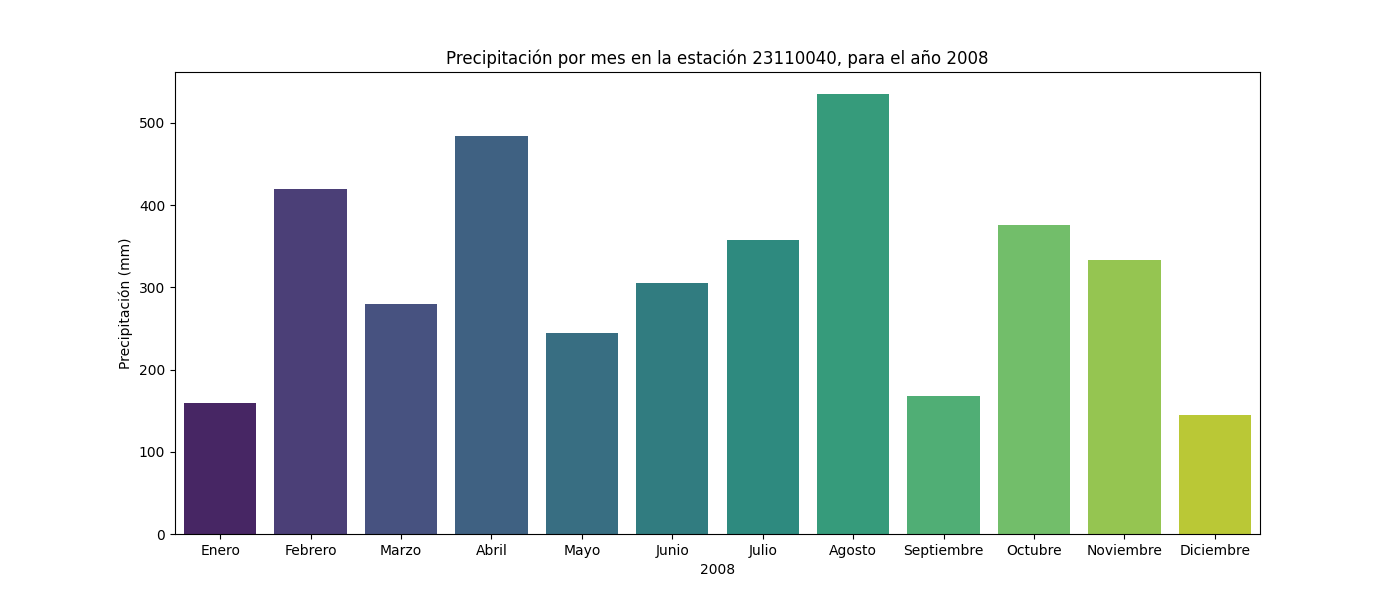 Precipitación por mes en la estación 23110040, para el año 2008
Precipitación (mm)
500
400
300
200
100
0
Enero Febrero Marzo Abril Mayo Junio Julio Agosto Septiembre Octubre Noviembre Diciembre
2008